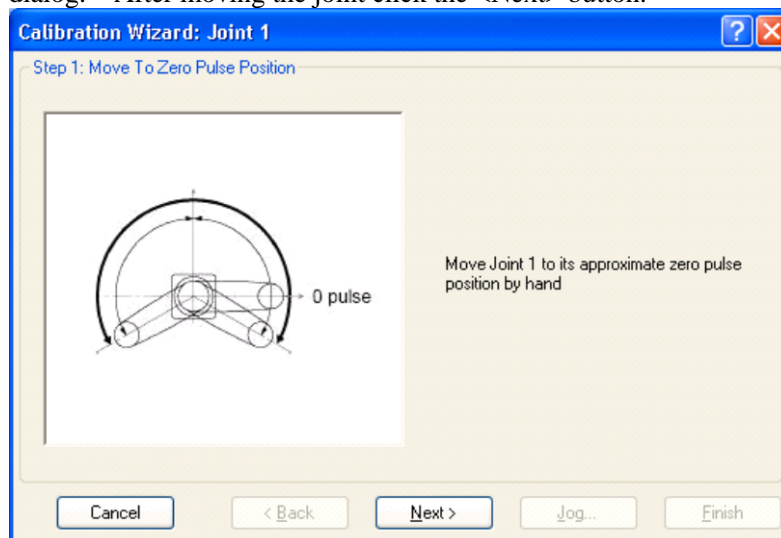 dialog. After moving the joint click the <Next> button.
Calibration Wizard: Joint 1
Step 1: Move To Zero Pulse Position
0 pulse
Move Joint 1 to its approximate zero pulse
position by hand
Cancel
< Back
Next >
Jog...
Finish